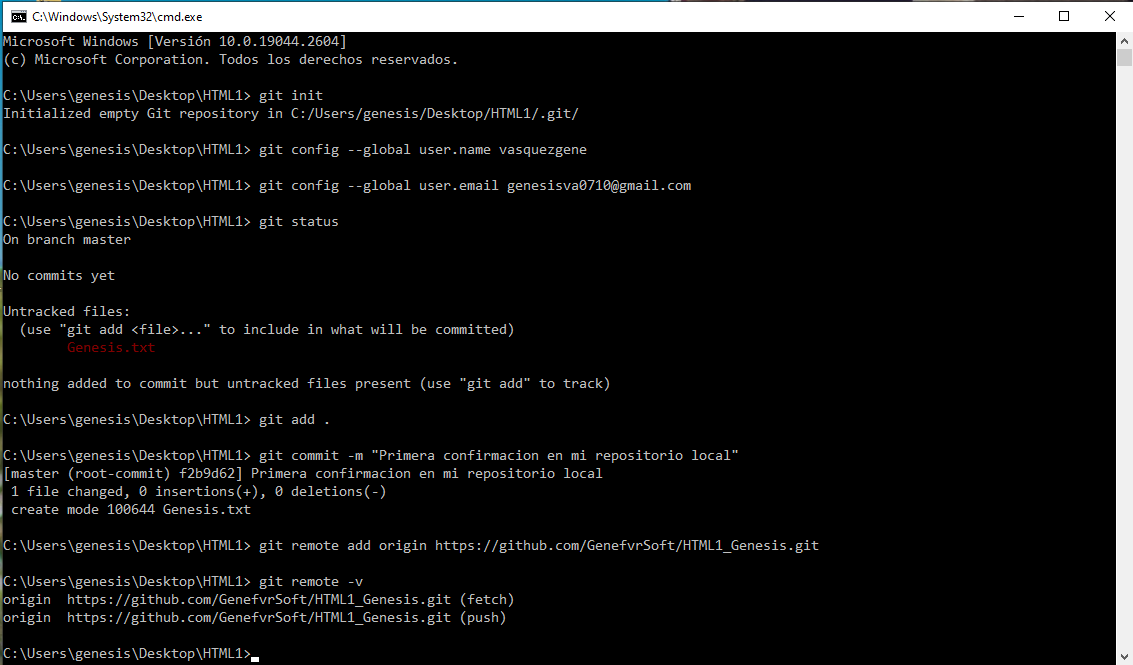 C:\Windows\System32\cmd.exe
Microsoft Windows [Versión 10.0.19044.2604]
(c) Microsoft Corporation. Todos los derechos reservados.
C:\Users\genesis\Desktop\HTML1> git init
Initialized empty Git repository in C:/Users/genesis/Desktop/HTML1/.git/
C:\Users\genesis\Desktop\HTML1> git config --global user.name vasquezgene
C:\Users\genesis\Desktop\HTML1> git config --global user.email genesisva0710@gmail.com
C:\Users\genesis\Desktop\HTML1> git status
On branch master
No commits yet
Untracked files:
  (use "git add <file>..." to include in what will be committed)
        Genesis.txt
nothing added to commit but untracked files present (use "git add" to track)
C:\Users\genesis\Desktop\HTML1> git add .
C:\Users\genesis\Desktop\HTML1> git commit -m "Primera confirmacion en mi repositorio local"
[master (root-commit) f2b9d62] Primera confirmacion en mi repositorio local
 1 file changed, 0 insertions(+), 0 deletions(-)
 create mode 100644 Genesis.txt
C:\Users\genesis\Desktop\HTML1> git remote add origin https://github.com/GenefvrSoft/HTML1_Genesis.git
C:\Users\genesis\Desktop\HTML1> git remote -v
origin  https://github.com/GenefvrSoft/HTML1_Genesis.git (fetch)
origin  https://github.com/GenefvrSoft/HTML1_Genesis.git (push)
C:\Users\genesis\Desktop\HTML1>